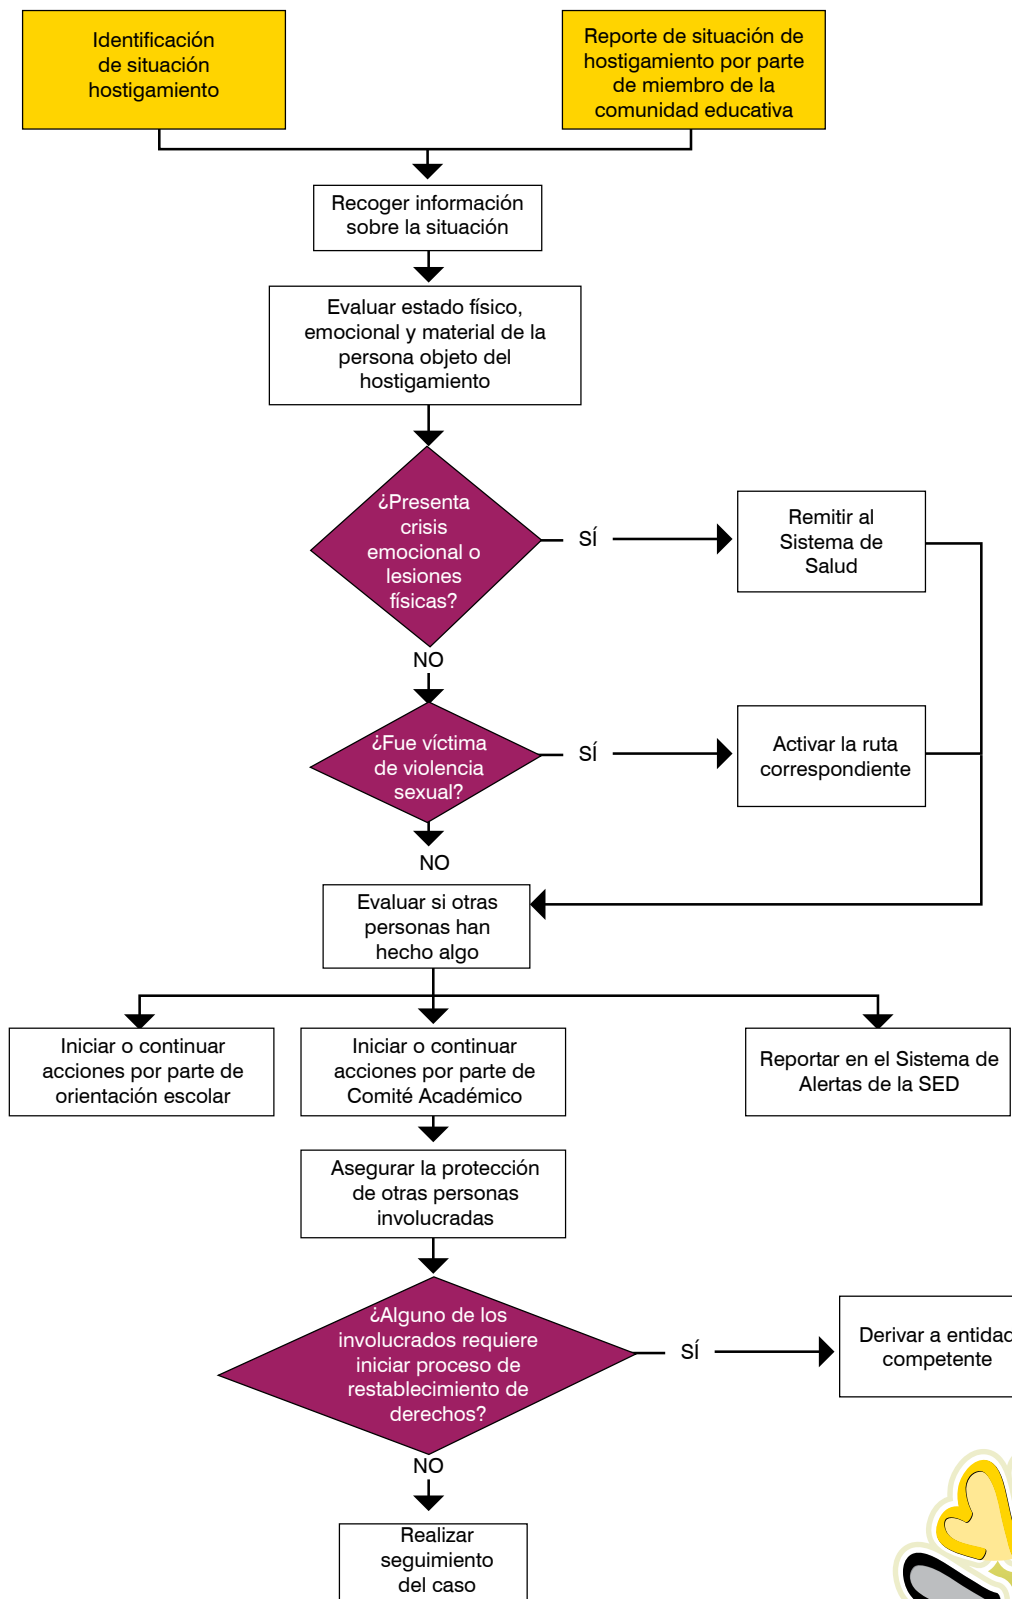 Identificación
de situación
hostigamiento
Reporte de situación de
hostigamiento por parte
de miembro de la
comunidad educativa
Recoger información
sobre la situación
Evaluar estado físico,
emocional y material de la
persona objeto del
hostigamiento
¿Presenta
crisis
emocional o
lesiones
físicas?
SÍ
Remitir al
Sistema de
Salud
NO
¿Fue víctima
de violencia
sexual?
SÍ
Activar la ruta
correspondiente
NO
Evaluar si otras
personas han
hecho algo
Iniciar o continuar
acciones por parte de
orientación escolar
Iniciar o continuar
acciones por parte de
Comité Académico
Reportar en el Sistema de
Alertas de la SED
Asegurar la protección
de otras personas
involucradas
¿Alguno de los
involucrados requiere
iniciar proceso de
restablecimiento de
derechos?
SÍ
Derivar a entidad
competente
NO
Realizar
seguimiento
del caso